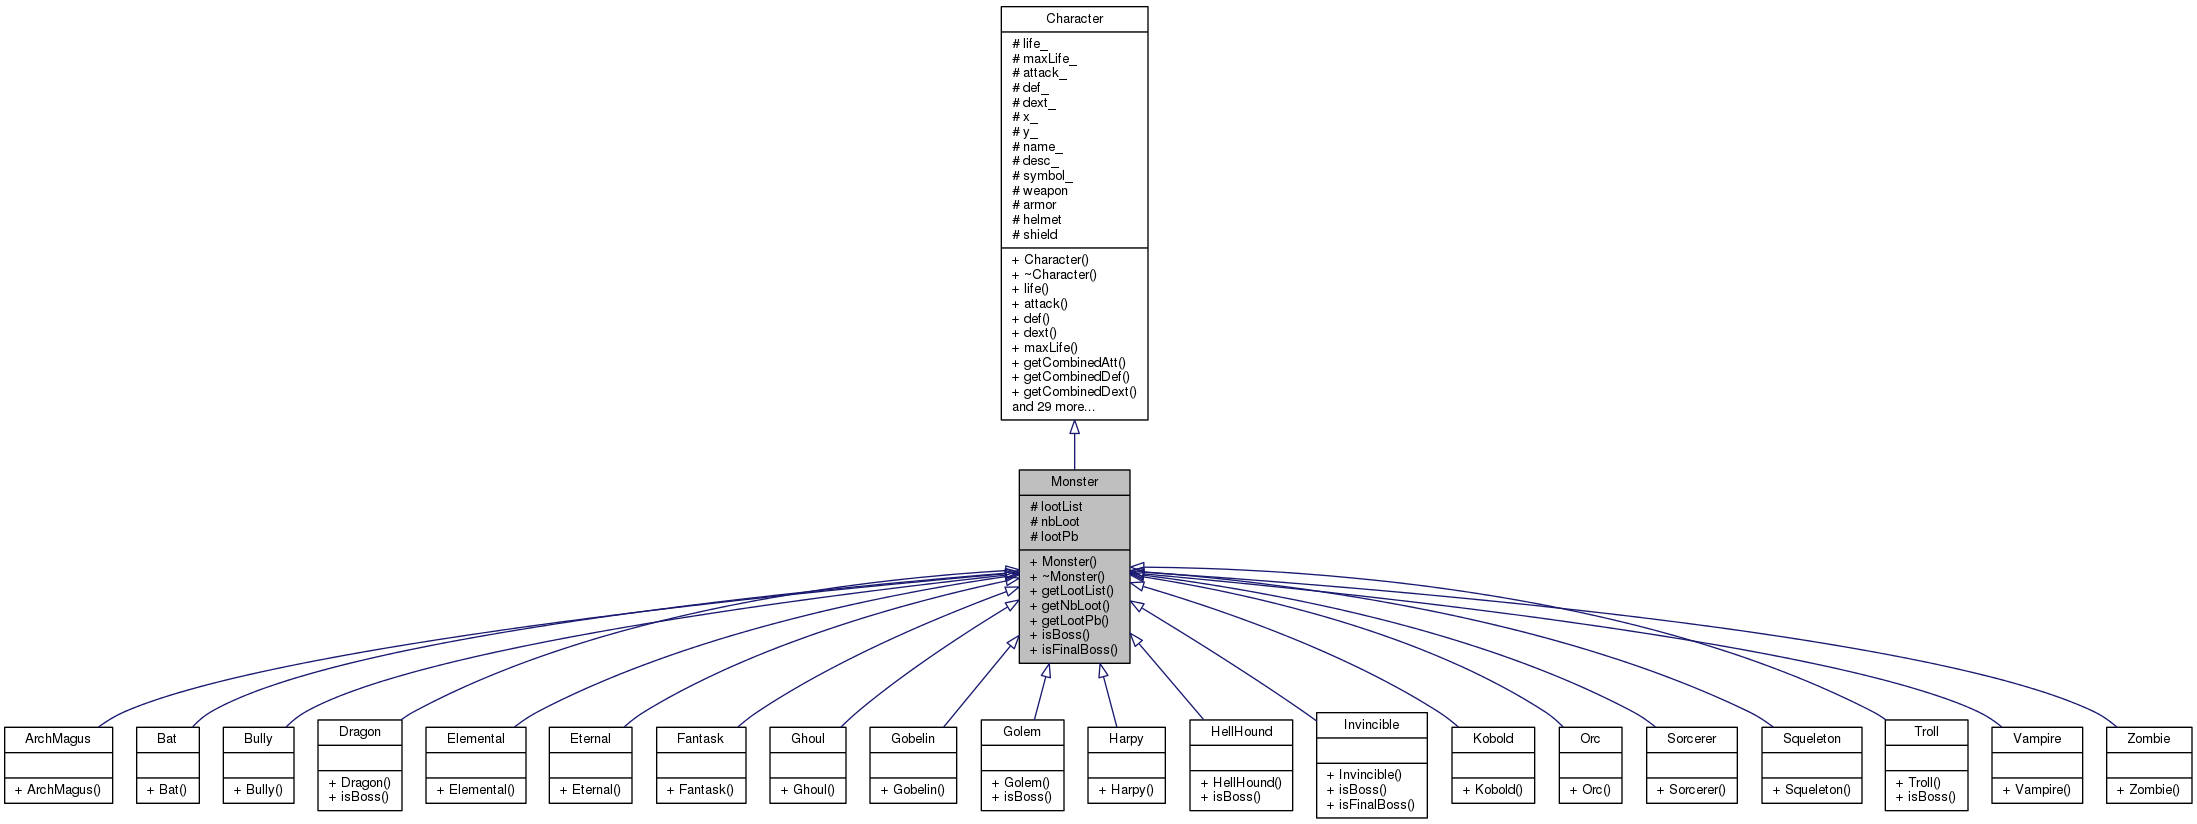 Character
# life_
# maxLife_
# attack_
# def_
# dext_
# x_
# y_
# name_
# desc_
# symbol_
# weapon
# armor
# helmet
# shield
+ Character()
+ ~Character()
+ life()
+ attack()
+ def()
+ dext()
+ maxLife()
+ getCombinedAtt()
+ getCombinedDef()
+ getCombinedDext()
and 29 more...
Monster
# lootList
# nbLoot
# lootPb
+ Monster()
+ ~Monster()
+ getLootList()
+ getNbLoot()
+ getLootPb()
+ isBoss()
+ isFinalBoss()
ArchMagus
+ ArchMagus()
Bat
+ Bat()
Bully
+ Bully()
Dragon
+ Dragon()
+ isBoss()
Elemental
+ Elemental()
Eternal
+ Eternal()
Fantask
+ Fantask()
Ghoul
+ Ghoul()
Gobelin
+ Gobelin()
Golem
+ Golem()
+ isBoss()
Harpy
+ Harpy()
HellHound
+ HellHound()
+ isBoss()
Invincible
+ Invincible()
+ isBoss()
+ isFinalBoss()
Kobold
+ Kobold()
Orc
+ Orc()
Sorcerer
+ Sorcerer()
Squeleton
+ Squeleton()
Troll
+ Troll()
+ isBoss()
Vampire
+ Vampire()
Zombie
+ Zombie()